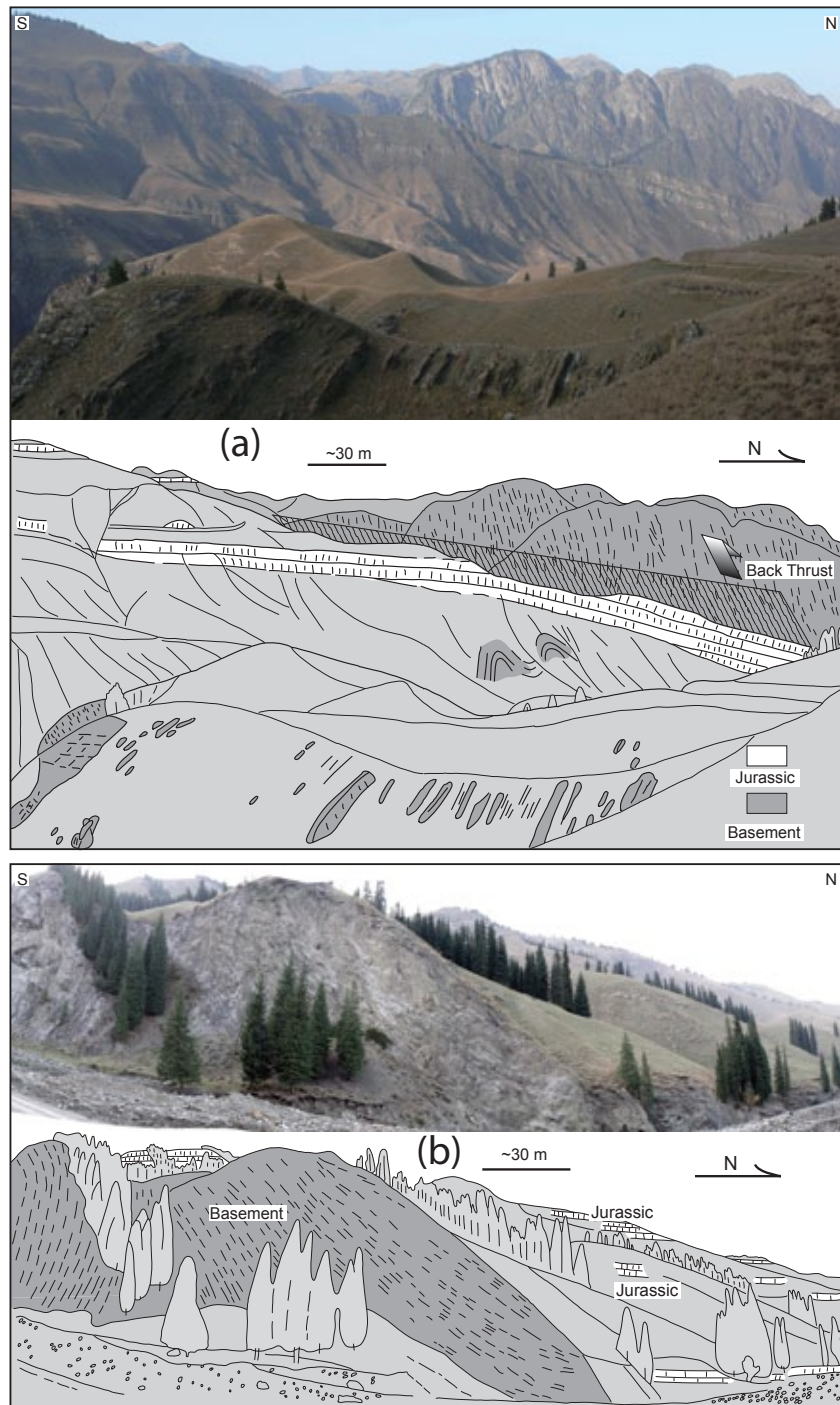 S N
(a)
~30 m
N
Back Thrust
Jurassic
Basement
S N
(b)
~30 m
N
Jurassic
Basement
Jurassic